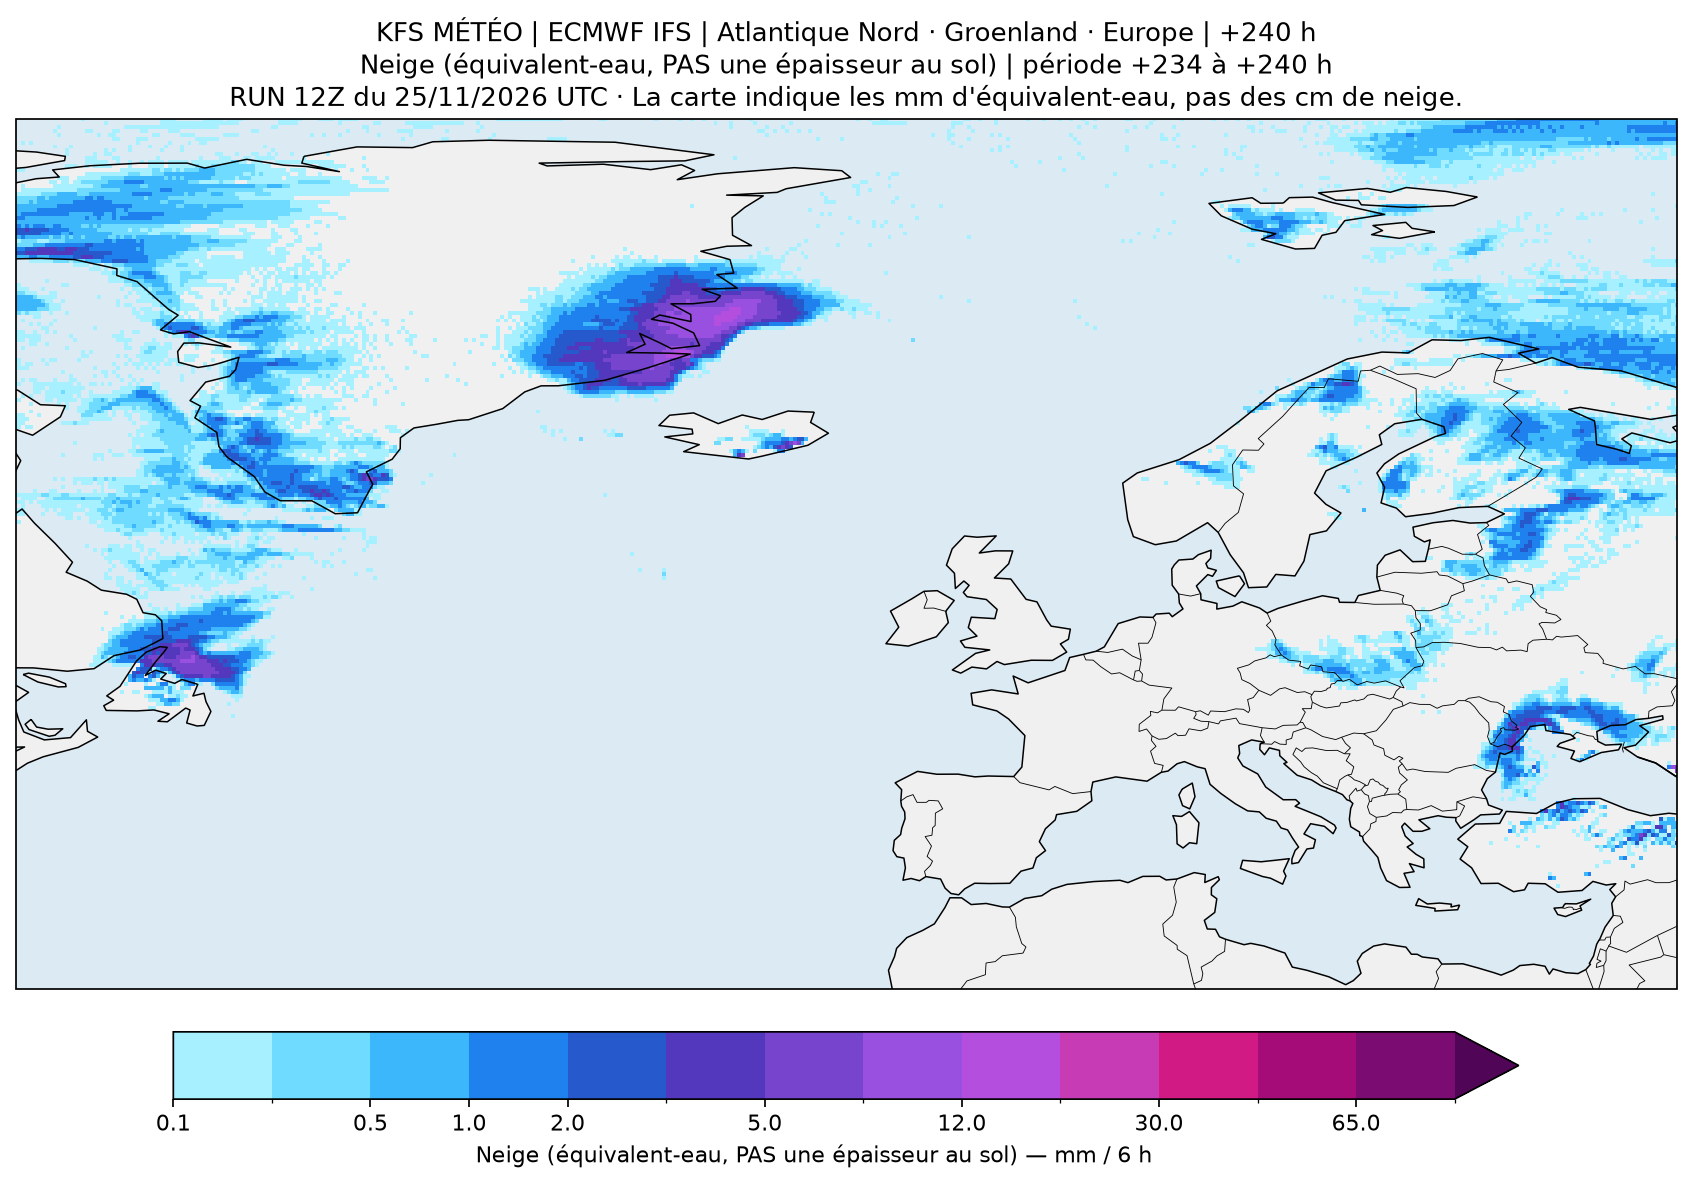 KFS MÉTÉO | ECMWF IFS | Atlantique Nord · Groenland · Europe | +240 h
Neige (équivalent-eau, PAS une épaisseur au sol) | période +234 à +240 h
RUN 12Z du 25/11/2026 UTC · La carte indique les mm d'équivalent-eau, pas des cm de neige.
0.1 0.5 1.0 2.0 5.0 12.0 30.0 65.0
Neige (équivalent-eau, PAS une épaisseur au sol) — mm / 6 h